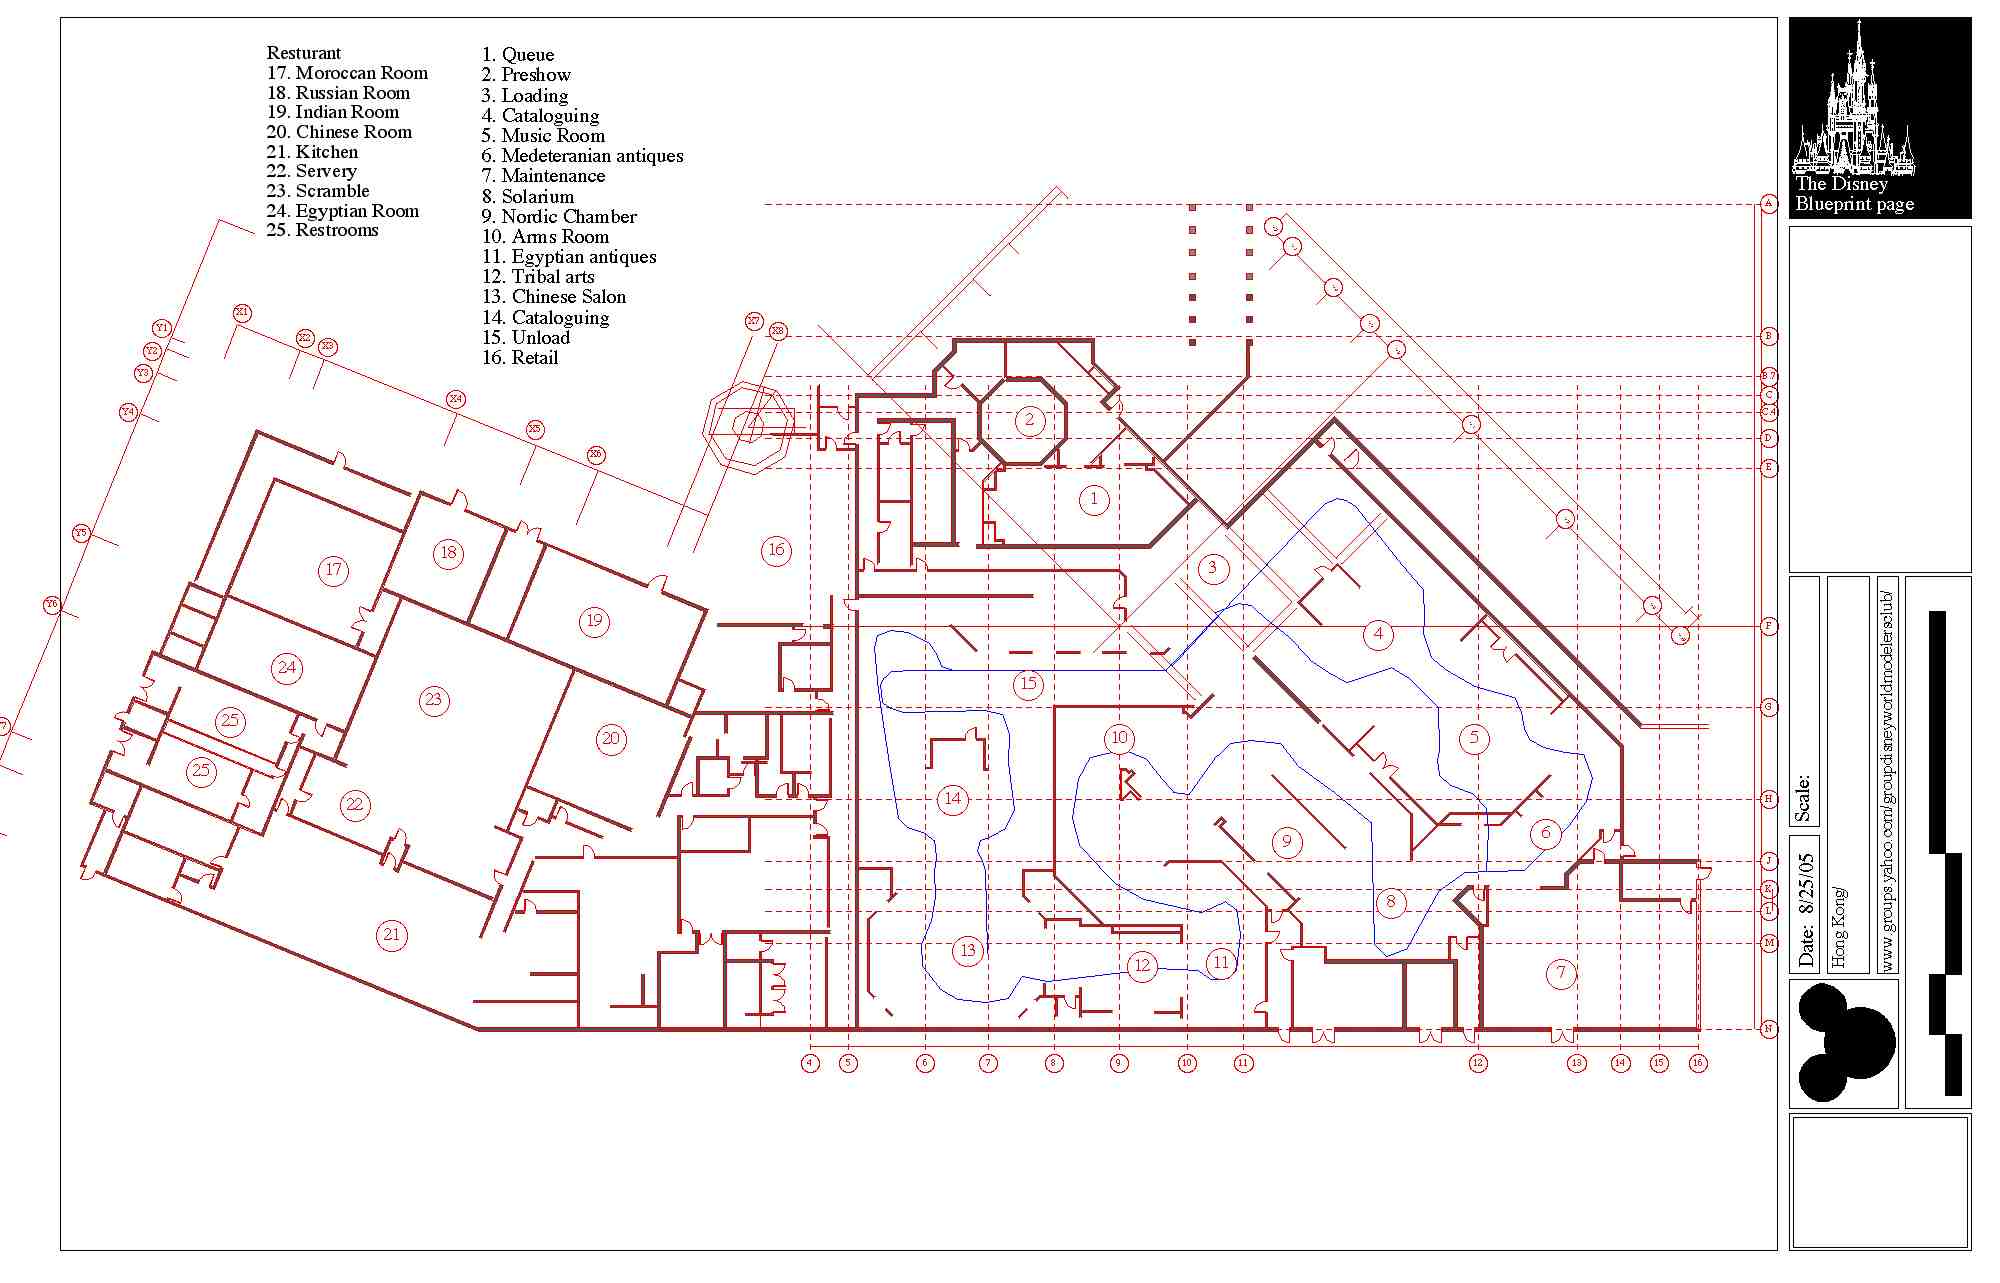 Resturant
17. Moroccan Room
18. Russian Room
19. Indian Room
20. Chinese Room
21. Kitchen
22. Servery
23. Scramble
24. Egyptian Room
25. Restrooms
1. Queue
2. Preshow
3. Loading
4. Cataloguing
5. Music Room
6. Medeteranian antiques
7. Maintenance
8. Solarium
9. Nordic Chamber
10. Arms Room
11. Egyptian antiques
12. Tribal arts
13. Chinese Salon
14. Cataloguing
15. Unload
16. Retail
The Disney
Blueprint page
Scale:
Date: 8/25/05
Hong Kong/
www.groups.yahoo.com/groupdisneyworldmodelersclub/
X1
X2
X3
X4
X5
X6
X7
X8
Y1
Y2
Y3
Y4
Y5
Y6
7
A
B
B.7
C
C.4
D
E
F
G
H
J
K
L
M
N
4
5
6
7
8
9
10
11
12
13
14
15
16
1
2
3
4
5
6
7
8
9
10
11
12
13
14
15
16
17
18
19
20
21
22
23
24
25
25